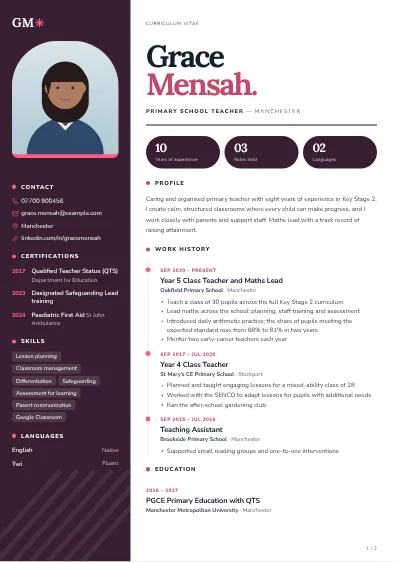 GM✳
CONTACT
07700 900456
grace.mensah@example.com
Manchester
linkedin.com/in/gracemensah
CERTIFICATIONS
2017 Qualified Teacher Status (QTS)
Department for Education
2023 Designated Safeguarding Lead
training
2024 Paediatric First Aid St John
Ambulance
SKILLS
Lesson planning
Classroom management
Differentiation Safeguarding
Assessment for learning
Parent communication
Google Classroom
LANGUAGES
English Native
Twi Fluent
CURRICULUM VITAE
Grace
Mensah.
PRIMARY SCHOOL TEACHER — MANCHESTER
10 03 02
Years of experience Roles held Languages
PROFILE
Caring and organised primary teacher with eight years of experience in Key Stage 2.
I create calm, structured classrooms where every child can make progress, and I
work closely with parents and support staff. Maths lead with a track record of
raising attainment.
WORK HISTORY
SEP 2020 – PRESENT
Year 5 Class Teacher and Maths Lead
Oakfield Primary School · Manchester
• Teach a class of 30 pupils across the full Key Stage 2 curriculum
• Lead maths across the school: planning, staff training and assessment
• Introduced daily arithmetic practice; the share of pupils meeting the
expected standard rose from 68% to 81% in two years
• Mentor two early-career teachers each year
SEP 2017 – JUL 2020
Year 4 Class Teacher
St Mary's CE Primary School · Stockport
• Planned and taught engaging lessons for a mixed-ability class of 28
• Worked with the SENCO to adapt lessons for pupils with additional needs
• Ran the after-school gardening club
SEP 2015 – JUL 2016
Teaching Assistant
Brookside Primary School · Manchester
• Supported small reading groups and one-to-one interventions
EDUCATION
2016 – 2017
PGCE Primary Education with QTS
Manchester Metropolitan University · Manchester
1 / 2